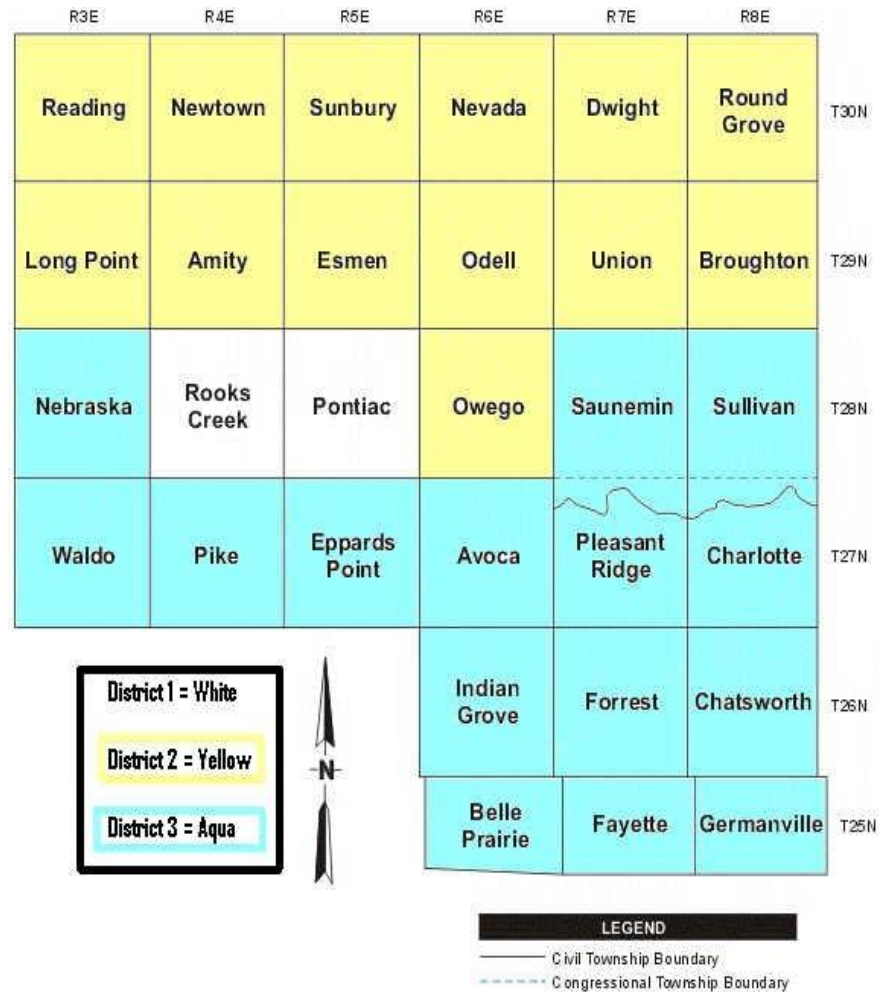 R3E R4E R5E R6E R7E R8E
Reading Newtown Sunbury Nevada Dwight Round
Grove T30N
Long Point Amity Esmen Odell Union Broughton T29N
Nebraska Rooks
Creek Pontiac Owego Saunemin Sullivan T28N
Waldo Pike Eppards
Point Avoca Pleasant
Ridge Charlotte T27N
Indian
Grove Forrest Chatsworth T26N
Belle
Prairie Fayette Germanville T25N
District 1 = White
District 2 = Yellow
District 3 = Aqua
N
LEGEND
Civil Township Boundary
Congressional Township Boundary